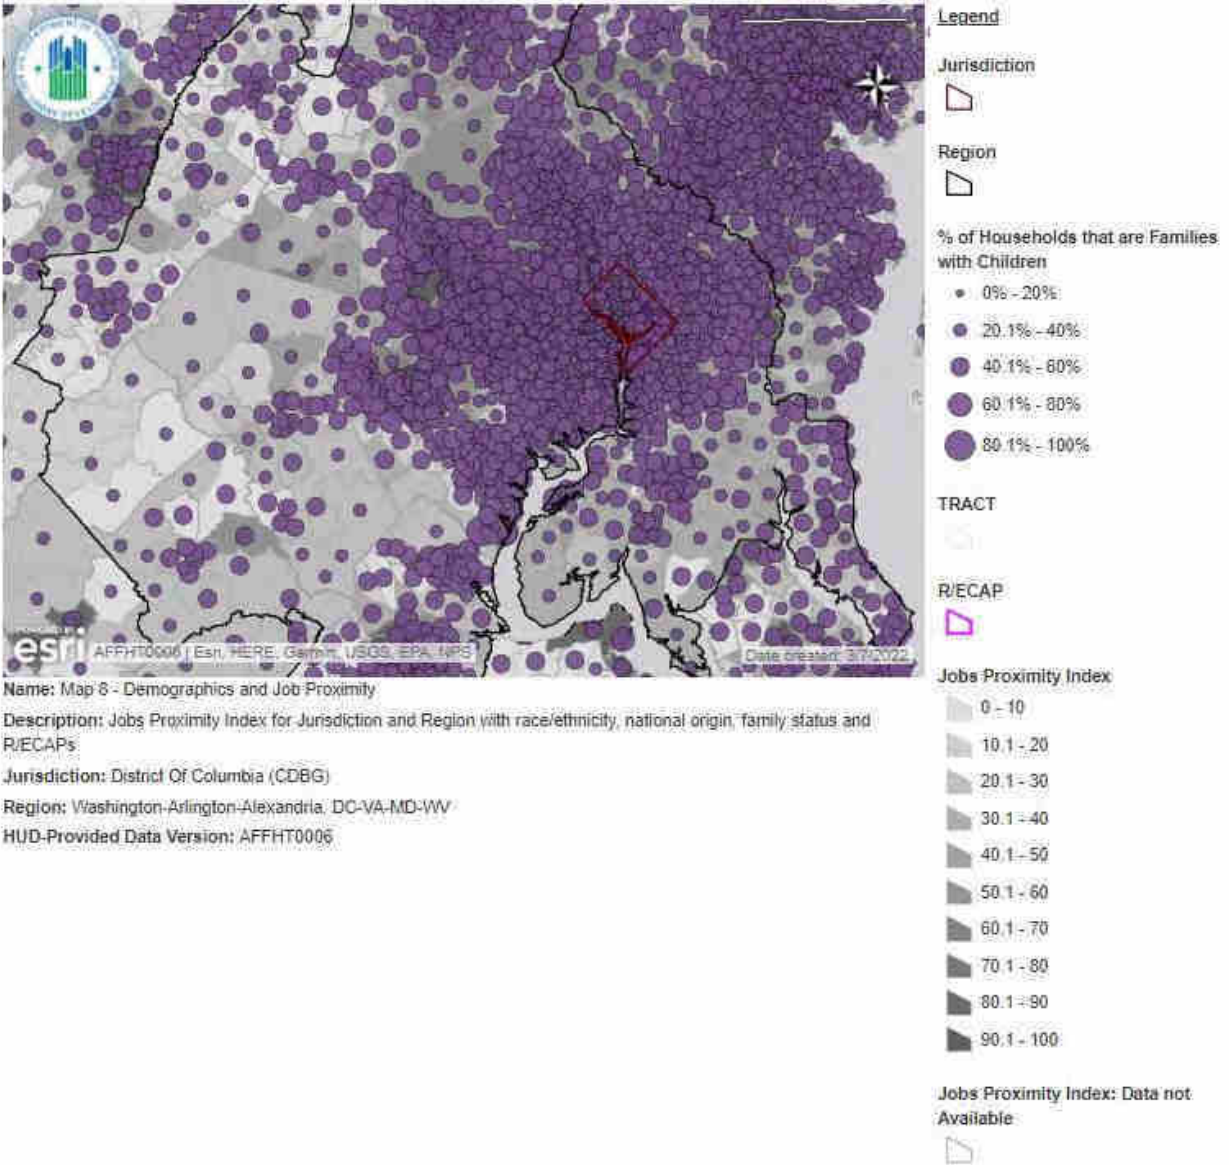 esri
AFFHT0006 | Esri, HERE, Garmin, USGS, EPA, NPS
Date created: 3/7/2022
Name: Map 8 - Demographics and Job Proximity
Description: Jobs Proximity Index for Jurisdiction and Region with race/ethnicity, national origin, family status and
R/ECAPs
Jurisdiction: District Of Columbia (CDBG)
Region: Washington-Arlington-Alexandria, DC-VA-MD-WV
HUD-Provided Data Version: AFFHT0006
Legend
Jurisdiction
Region
% of Households that are Families
with Children
0% - 20%
20.1% - 40%
40.1% - 60%
60.1% - 80%
80.1% - 100%
TRACT
R/ECAP
Jobs Proximity Index
0 - 10
10.1 - 20
20.1 - 30
30.1 - 40
40.1 - 50
50.1 - 60
60.1 - 70
70.1 - 80
80.1 - 90
90.1 - 100
Jobs Proximity Index: Data not
Available